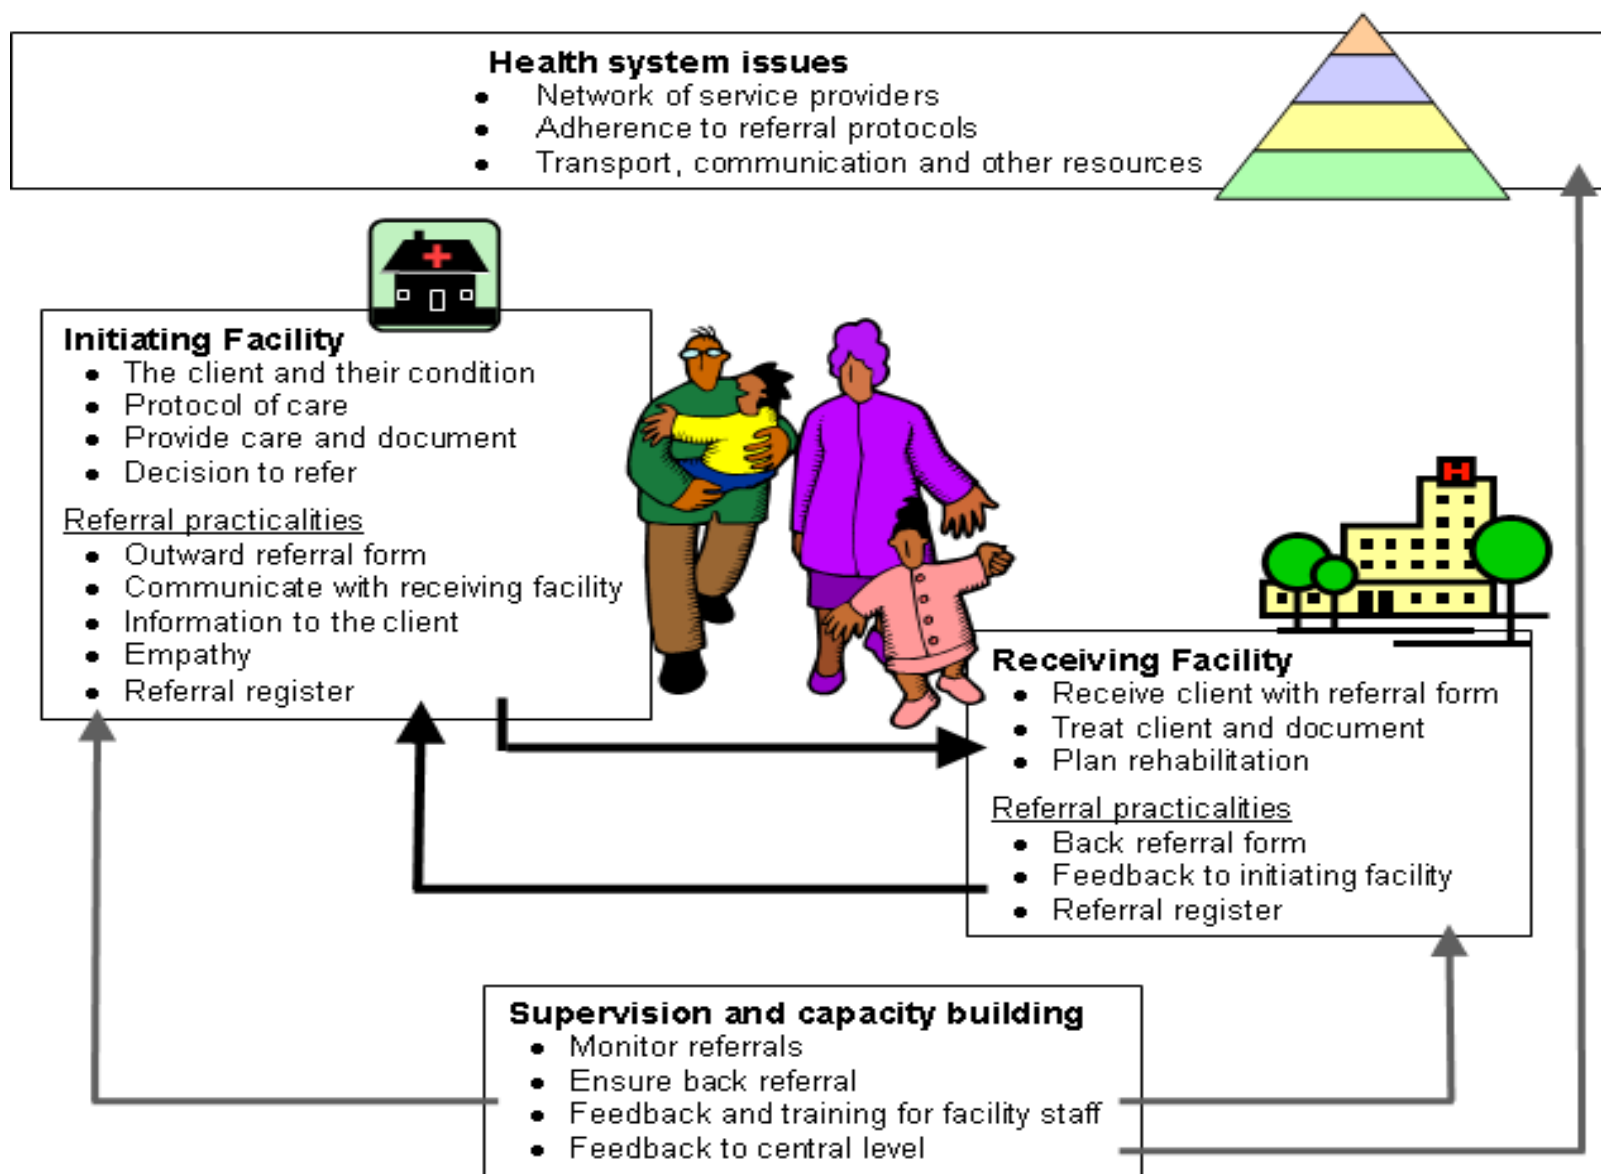 Health system issues
● Network of service providers
● Adherence to referral protocols
● Transport, communication and other resources
Initiating Facility
● The client and their condition
● Protocol of care
● Provide care and document
● Decision to refer
Referral practicalities
● Outward referral form
● Communicate with receiving facility
● Information to the client
● Empathy
● Referral register
H
Receiving Facility
● Receive client with referral form
● Treat client and document
● Plan rehabilitation
Referral practicalities
● Back referral form
● Feedback to initiating facility
● Referral register
Supervision and capacity building
● Monitor referrals
● Ensure back referral
● Feedback and training for facility staff
● Feedback to central level